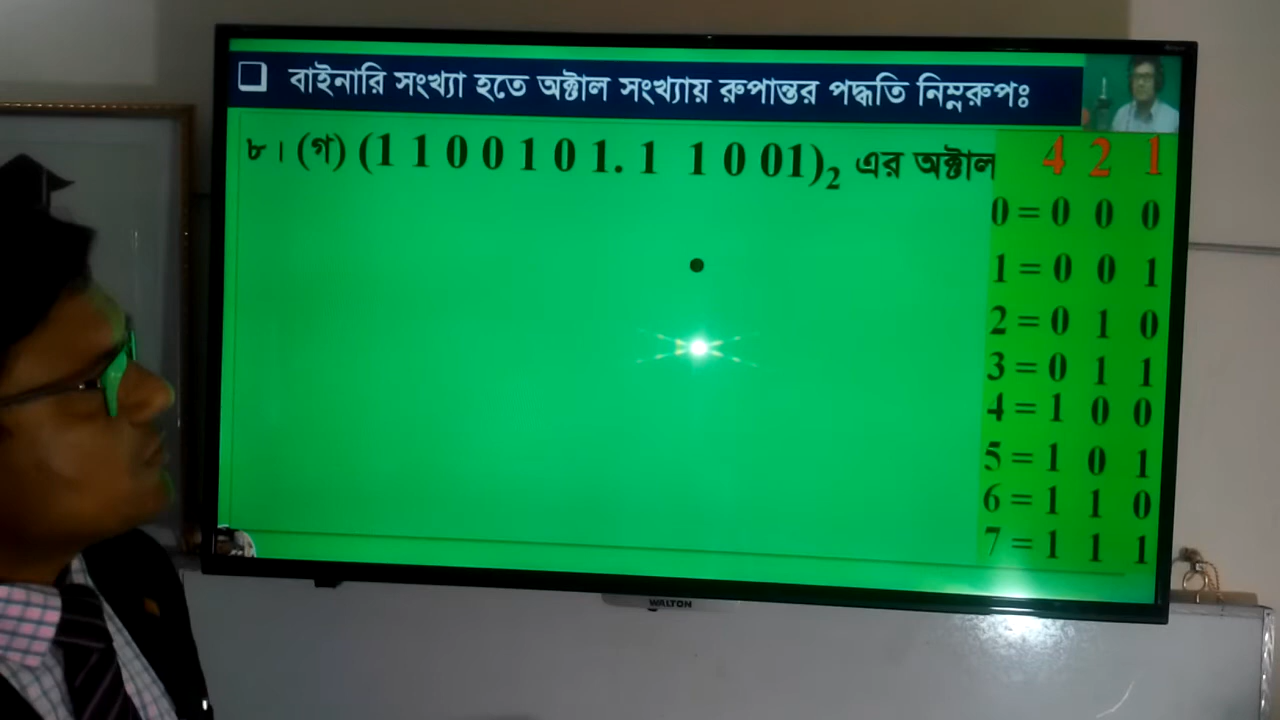 ❑ বাইনারি সংখ্যা হতে অক্টাল সংখ্যায় রুপান্তর পদ্ধতি নিম্নরুপঃ
৮। (গ) (1 1 0 0 1 0 1. 1 1 0 01)₂ এর অক্টাল
4 2 1
0 = 0 0 0
1 = 0 0 1
2 = 0 1 0
3 = 0 1 1
4 = 1 0 0
5 = 1 0 1
6 = 1 1 0
7 = 1 1 1
WALTON